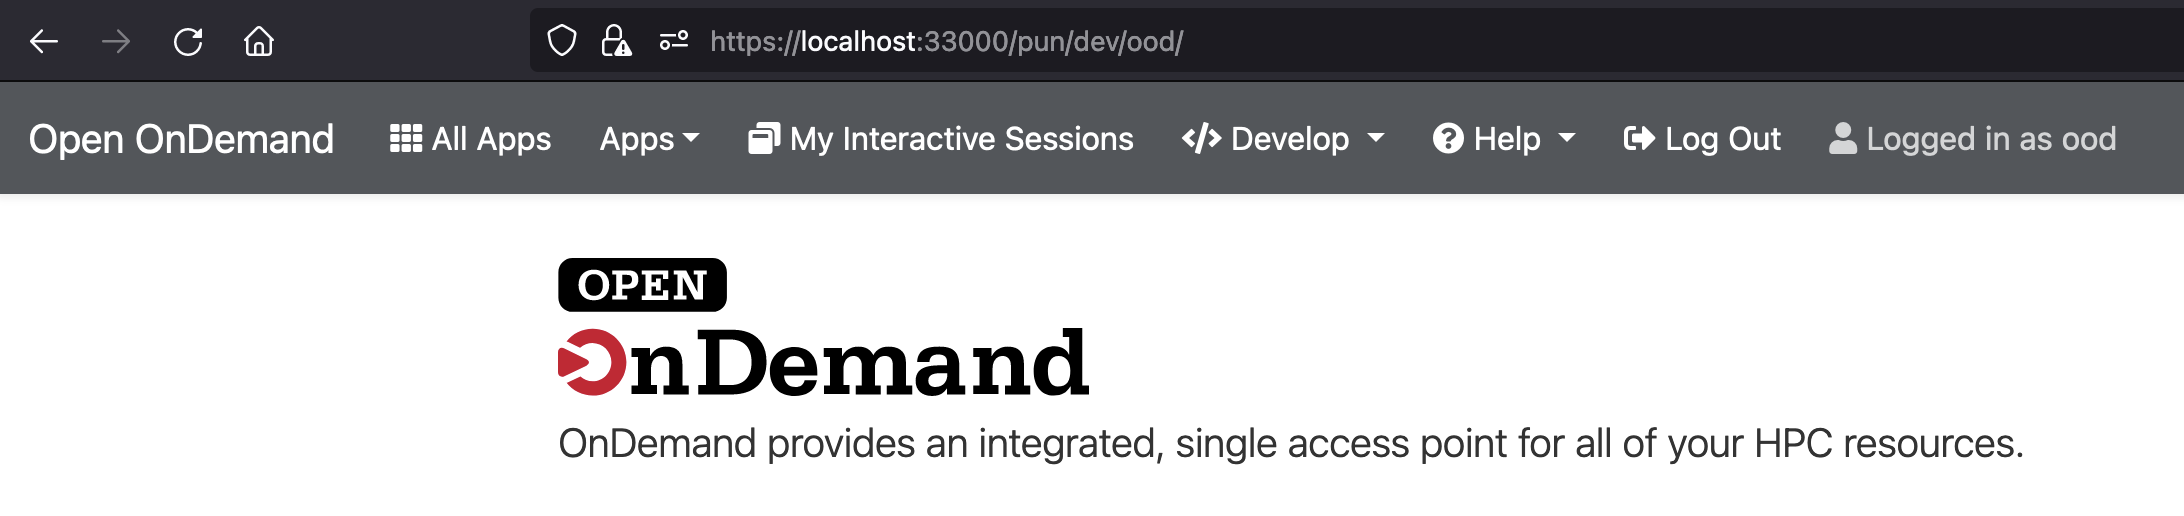 https://localhost:33000/pun/dev/ood/
Open OnDemand All Apps Apps My Interactive Sessions Develop Help Log Out Logged in as ood
OPEN
OnDemand
OnDemand provides an integrated, single access point for all of your HPC resources.